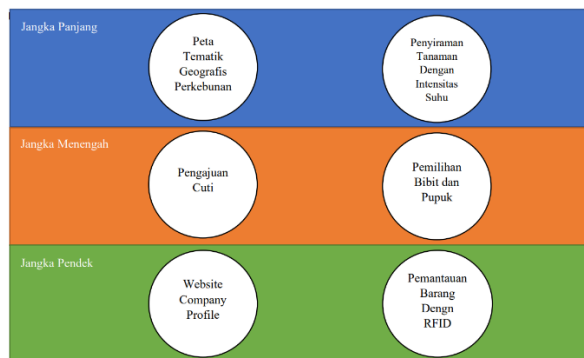 Jangka Panjang
Peta
Tematik
Geografis
Perkebunan
Penyiraman
Tanaman
Dengan
Intensitas
Suhu
Jangka Menengah
Pengajuan
Cuti
Pemilihan
Bibit dan
Pupuk
Jangka Pendek
Website
Company
Profile
Pemantauan
Barang
Dengn
RFID